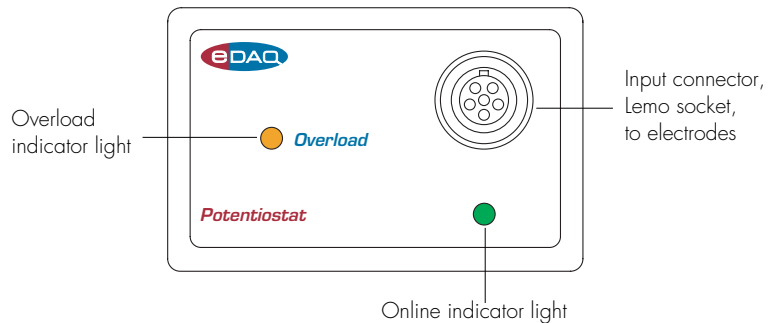 eDAQ
Input connector,
Lemo socket,
to electrodes
Overload
indicator light
Overload
Potentiostat
Online indicator light